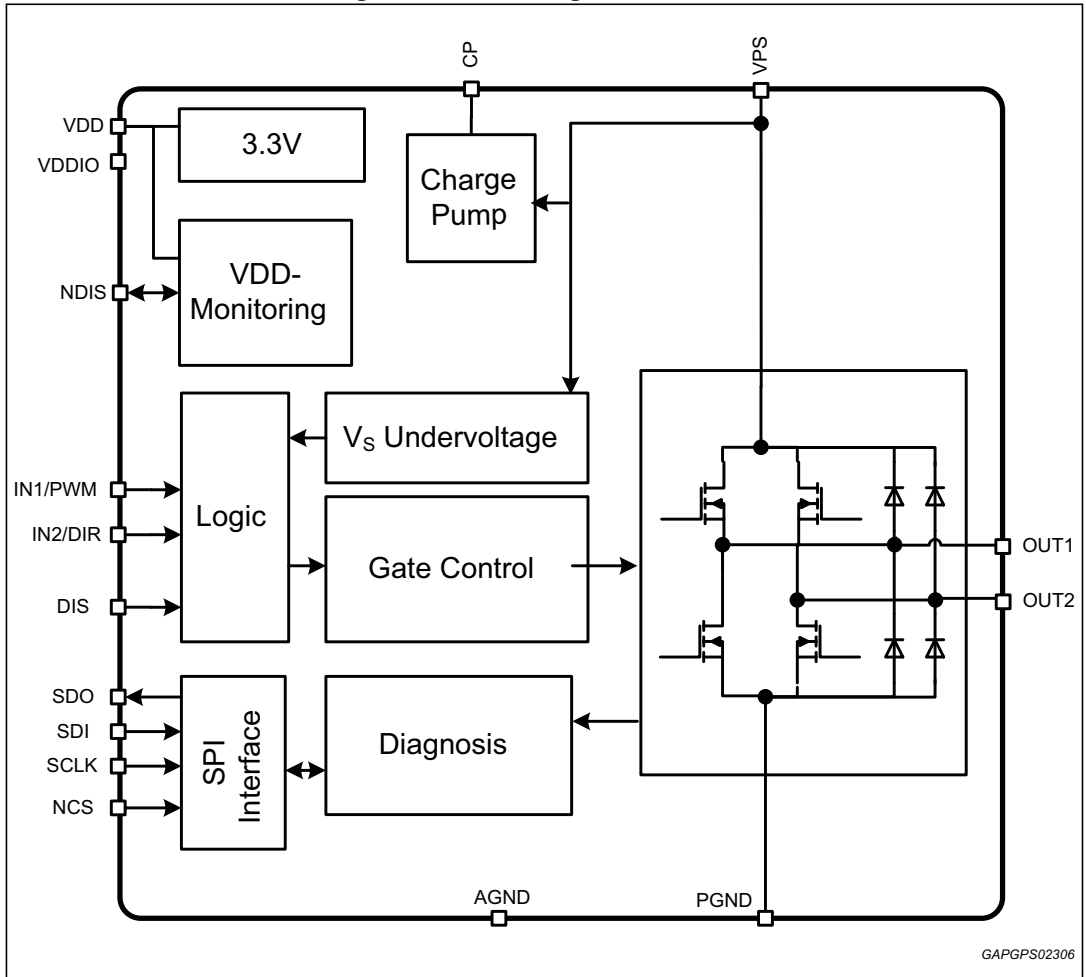 CP
VPS
VDD
3.3V
VDDIO
Charge
Pump
VDD-
Monitoring
NDIS
VS Undervoltage
IN1/PWM
Logic
IN2/DIR
Gate Control
OUT1
DIS
OUT2
SDO
SDI
SPI
Interface
Diagnosis
SCLK
NCS
AGND
PGND
GAPGPS02306